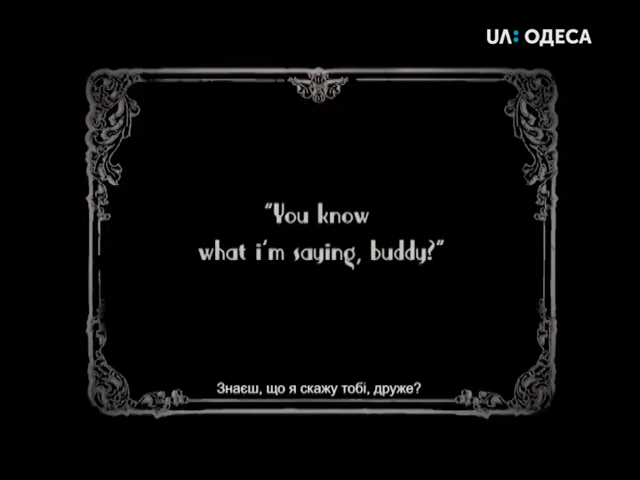 UA: ОДЕСА
"You know
what i'm saying, buddy?"
Знаєш, що я скажу тобі, друже?